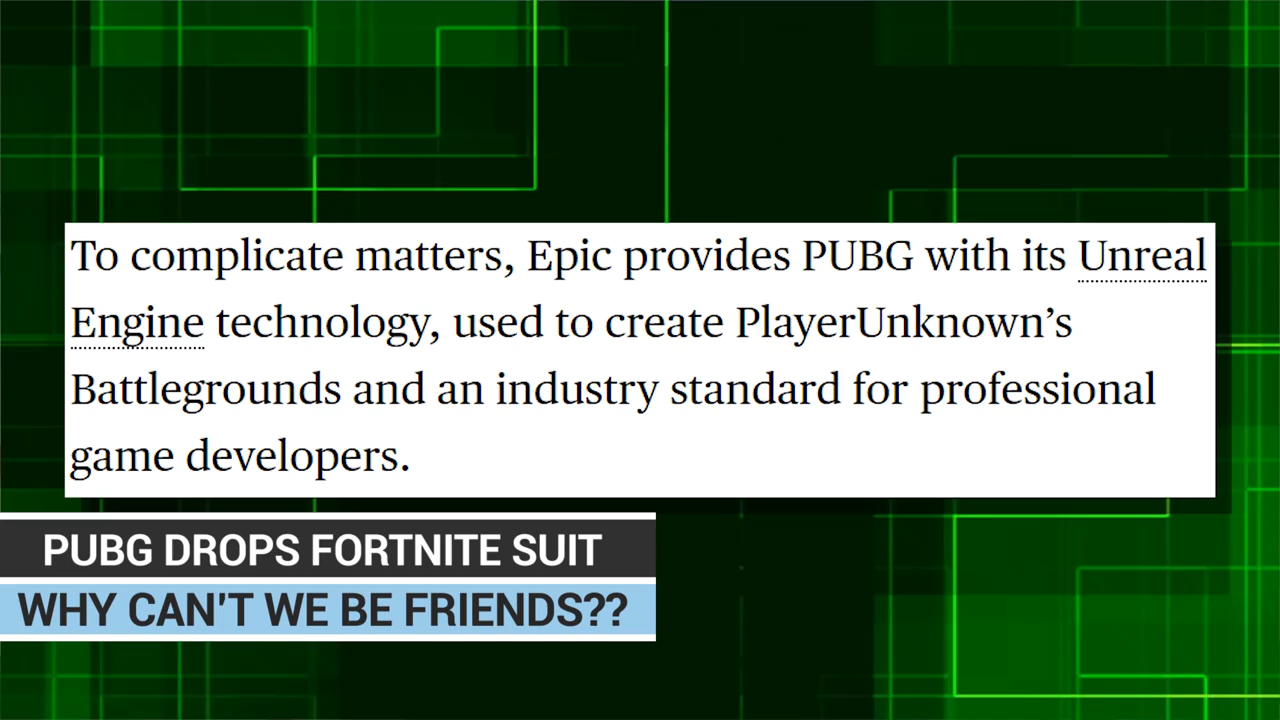 To complicate matters, Epic provides PUBG with its Unreal
Engine technology, used to create PlayerUnknown’s
Battlegrounds and an industry standard for professional
game developers.
PUBG DROPS FORTNITE SUIT
WHY CAN'T WE BE FRIENDS??